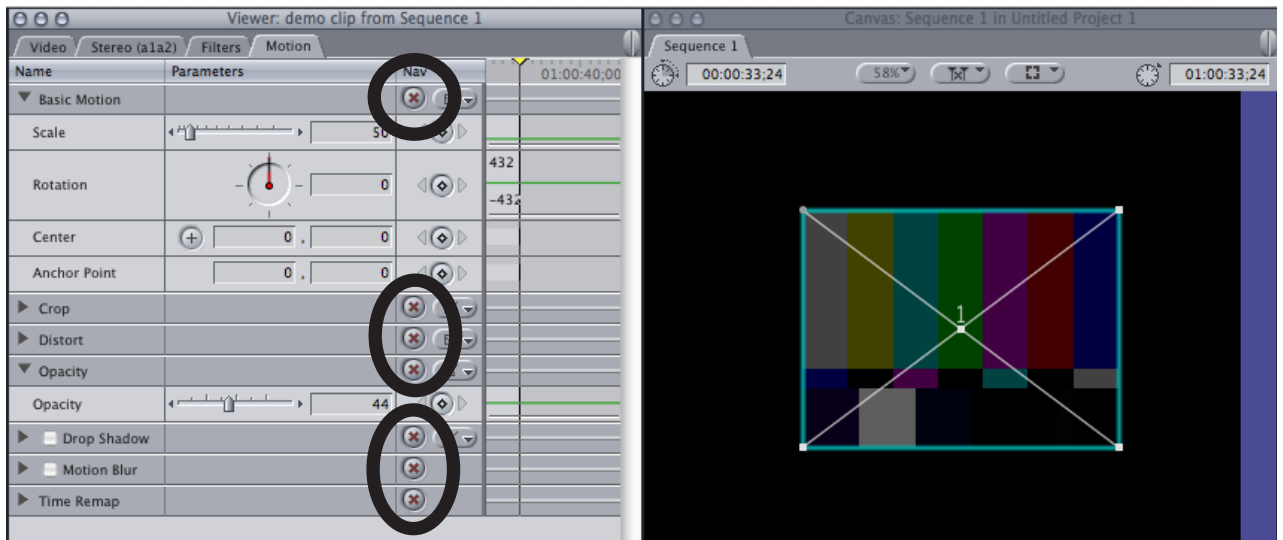 Viewer: demo clip from Sequence 1
Video Stereo (a1a2) Filters Motion
Name Parameters Nav 01:00:40;00
Basic Motion
Scale 50
432
Rotation 0
-432
Center 0 , 0
Anchor Point 0 , 0
Crop
Distort
Opacity
Opacity 44
Drop Shadow
Motion Blur
Time Remap
Canvas: Sequence 1 in Untitled Project 1
Sequence 1
00:00:33;24 58% 01:00:33;24
1